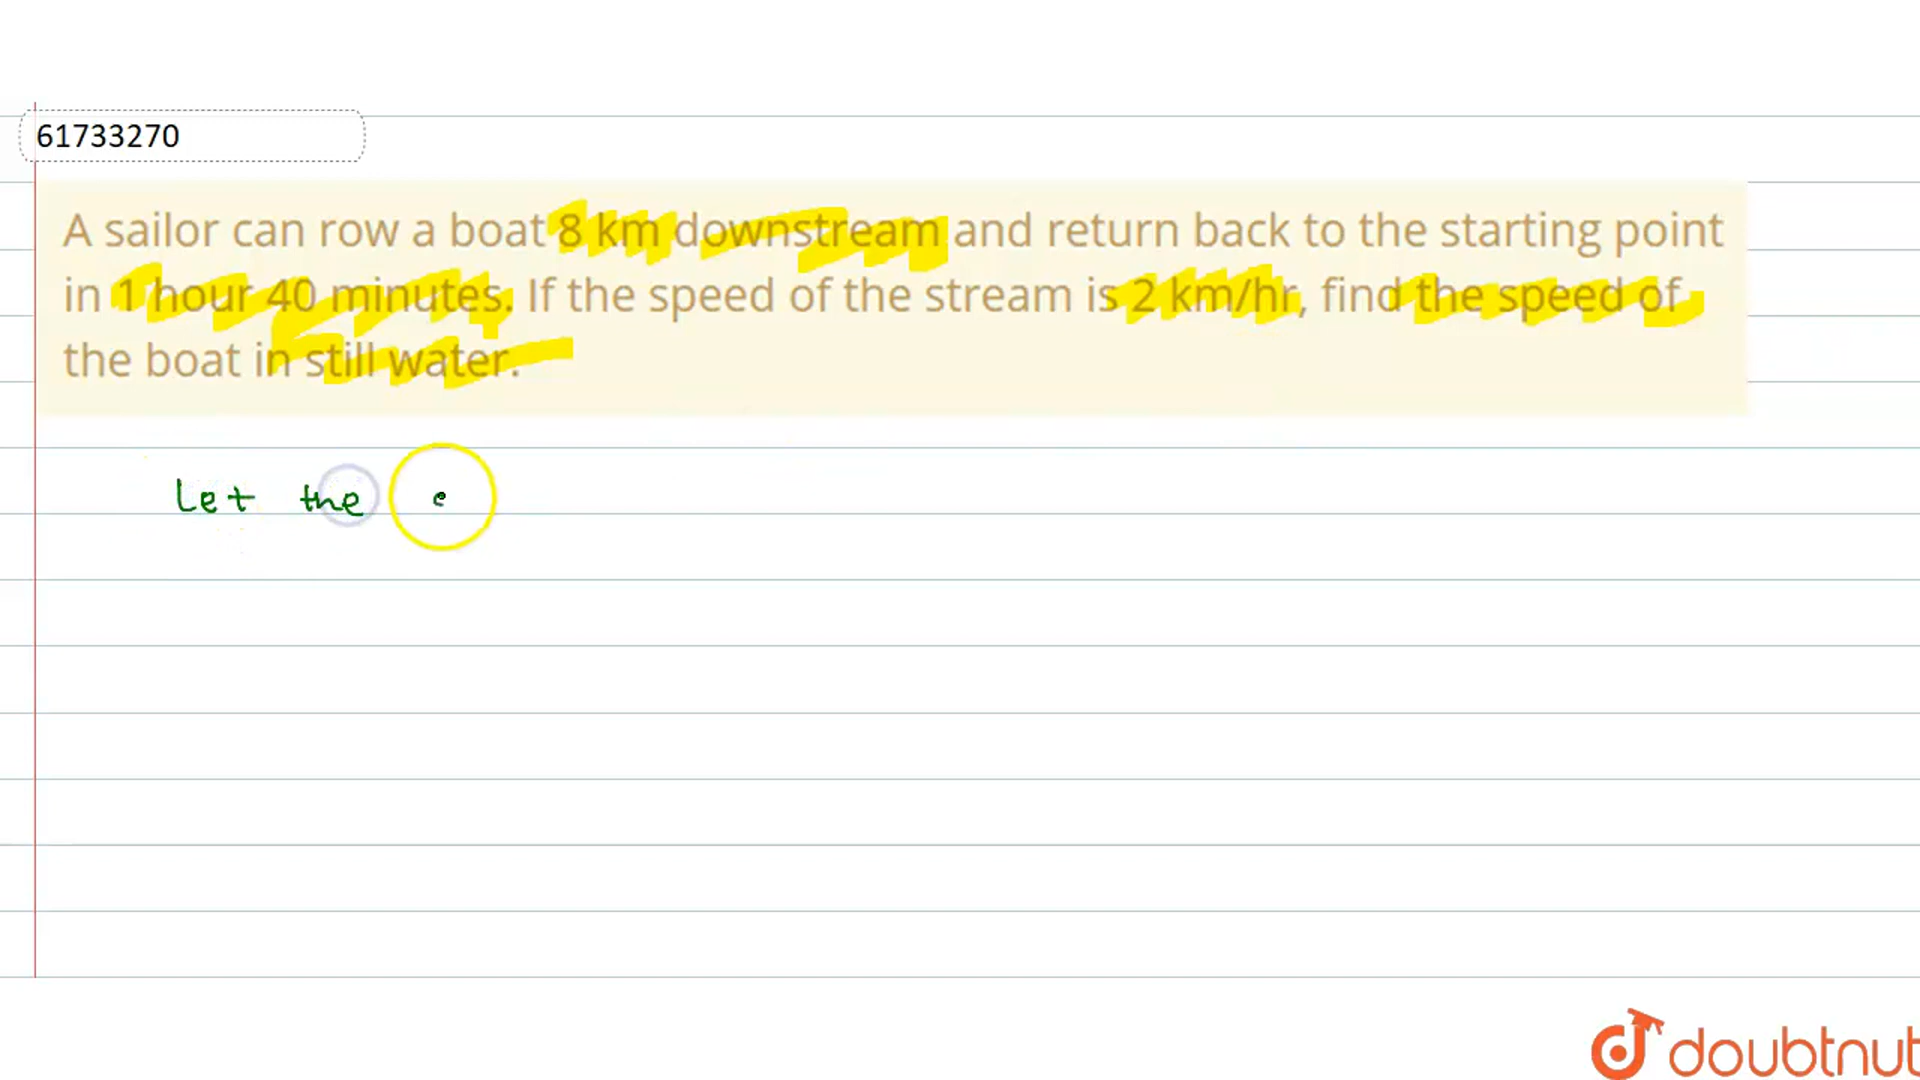 61733270
A sailor can row a boat 8 km downstream and return back to the starting point
in 1 hour 40 minutes. If the speed of the stream is 2 km/hr, find the speed of
the boat in still water.
Let the
doubtnut